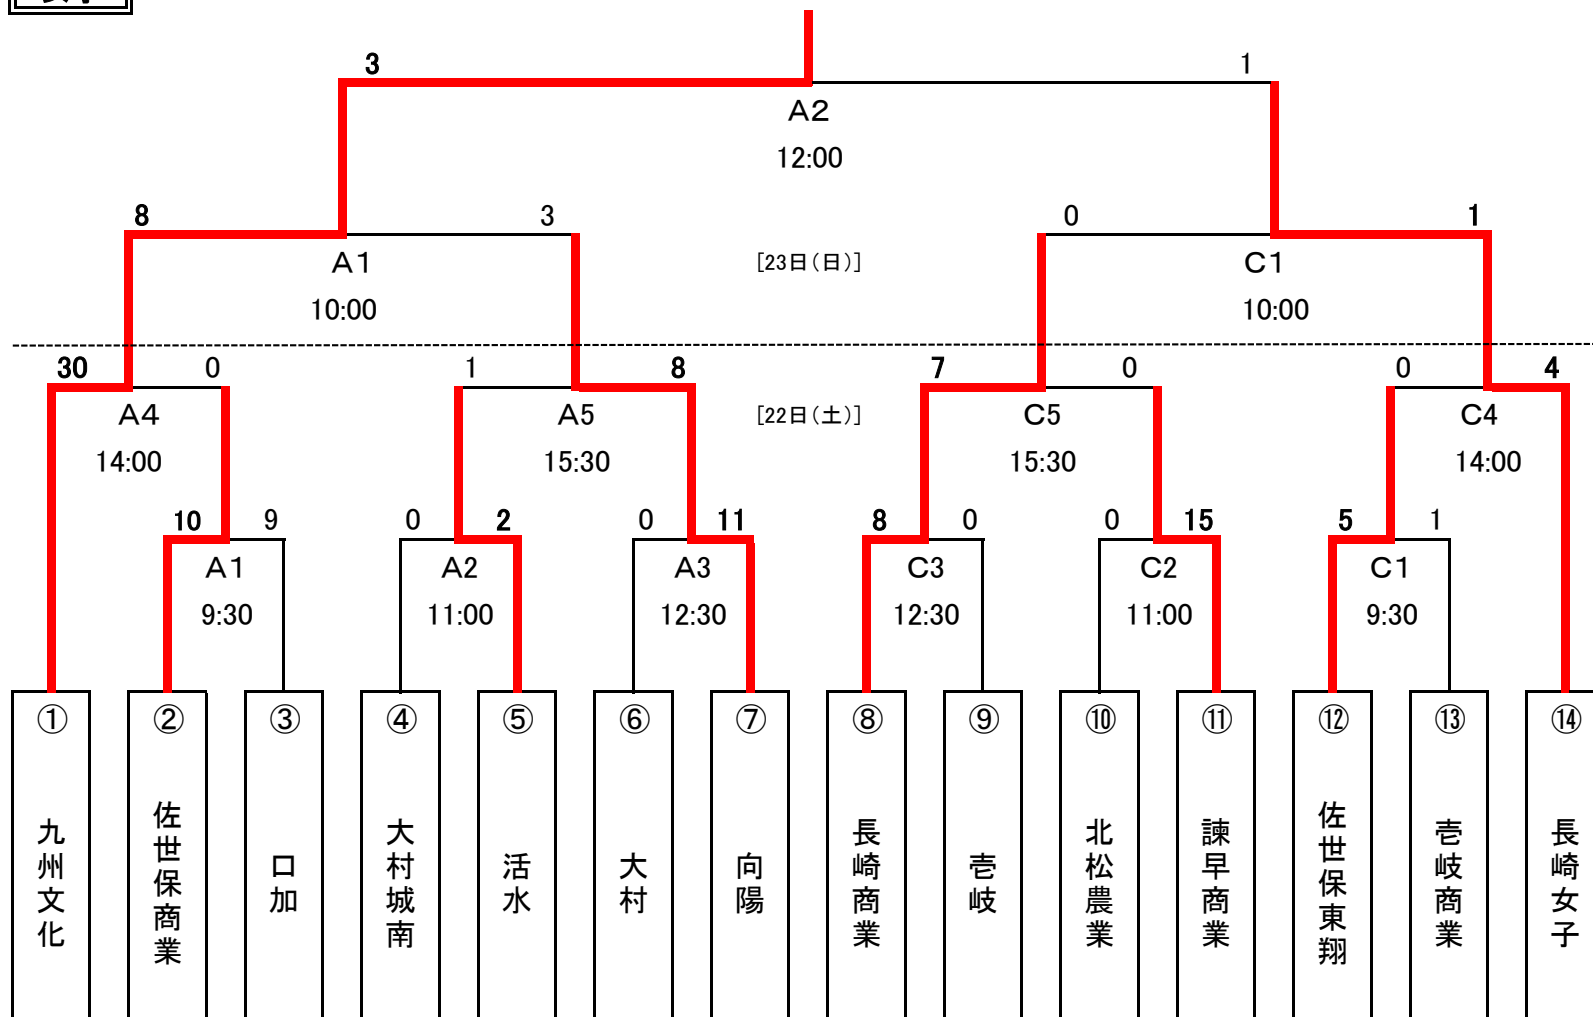 3 1
A2
12:00
8 3 0 1
A1 [23日(日)] C1
10:00 10:00
30 0 1 8 7 0 0 4
A4 A5 [22日(土)] C5 C4
14:00 15:30 15:30 14:00
10 9 0 2 0 11 8 0 0 15 5 1
A1 A2 A3 C3 C2 C1
9:30 11:00 12:30 12:30 11:00 9:30
① ② ③ ④ ⑤ ⑥ ⑦ ⑧ ⑨ ⑩ ⑪ ⑫ ⑬ ⑭
九州文化
佐世保商業
口加
大村城南
活水
大村
向陽
長崎商業
壱岐
北松農業
諫早商業
佐世保東翔
壱岐商業
長崎女子